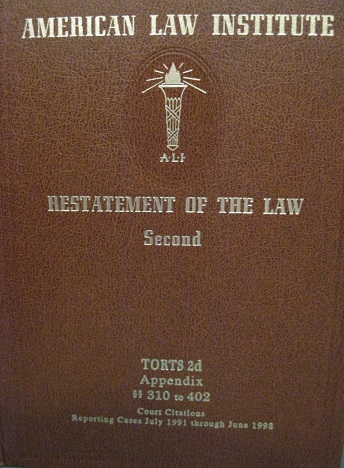 AMERICAN LAW INSTITUTE
A·L·I
RESTATEMENT OF THE LAW
Second
TORTS 2d
Appendix
§§ 310 to 402
Court Citations
Reporting Cases July 1991 through June 1998